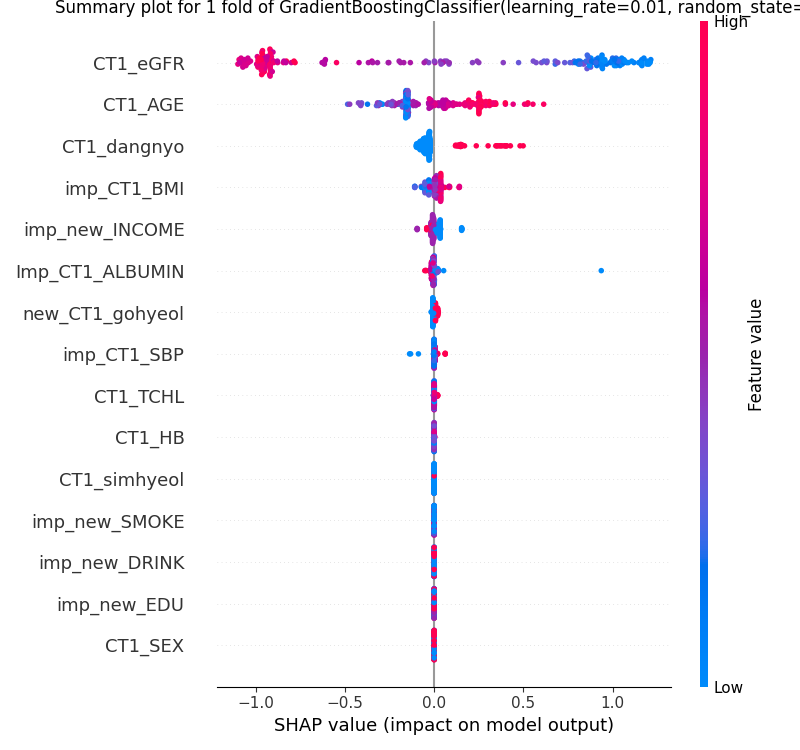 Summary plot for 1 fold of GradientBoostingClassifier(learning_rate=0.01, random_state=
High
CT1_eGFR
CT1_AGE
CT1_dangnyo
imp_CT1_BMI
imp_new_INCOME
Imp_CT1_ALBUMIN
new_CT1_gohyeol
imp_CT1_SBP
CT1_TCHL
CT1_HB
CT1_simhyeol
imp_new_SMOKE
imp_new_DRINK
imp_new_EDU
CT1_SEX
Feature value
Low
−1.0 −0.5 0.0 0.5 1.0
SHAP value (impact on model output)